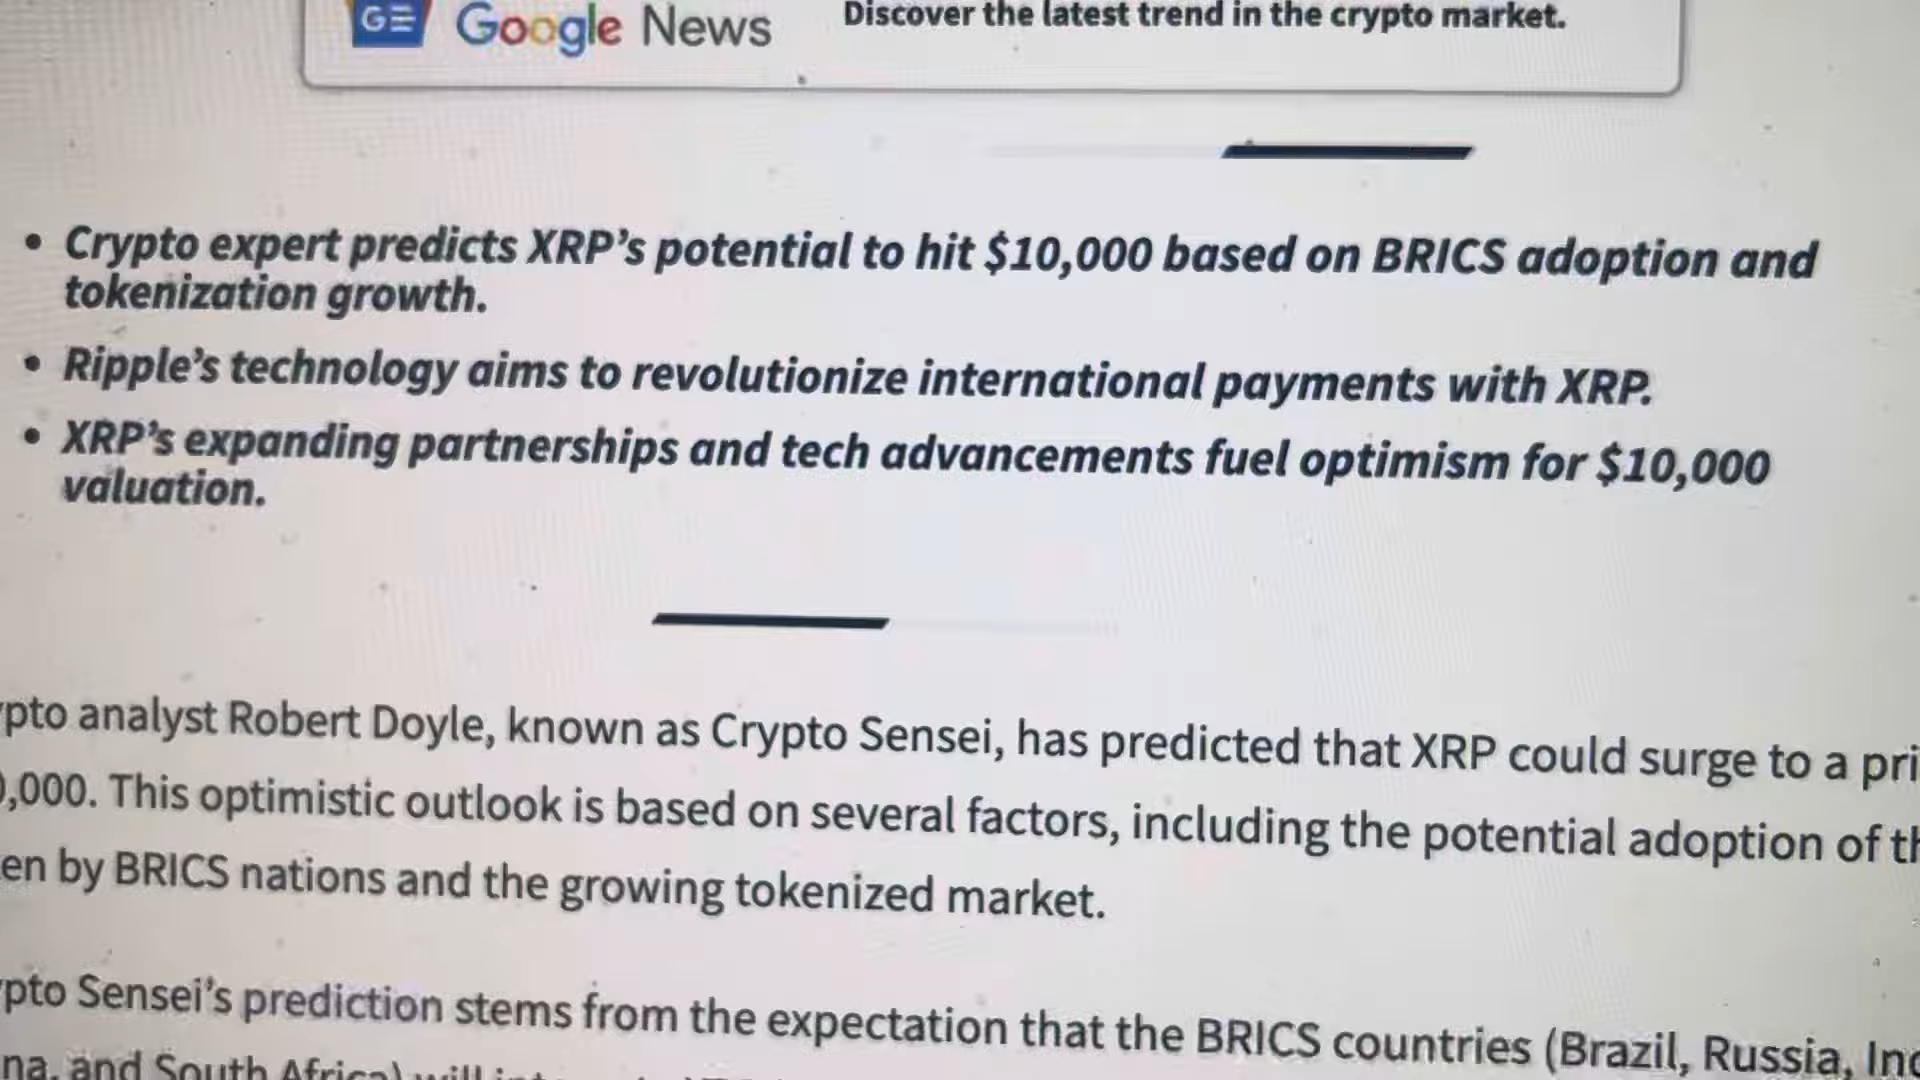 GE Google News Discover the latest trend in the crypto market.
• Crypto expert predicts XRP’s potential to hit $10,000 based on BRICS adoption and
tokenization growth.
• Ripple’s technology aims to revolutionize international payments with XRP.
• XRP’s expanding partnerships and tech advancements fuel optimism for $10,000
valuation.
pto analyst Robert Doyle, known as Crypto Sensei, has predicted that XRP could surge to a pri
,000. This optimistic outlook is based on several factors, including the potential adoption of th
en by BRICS nations and the growing tokenized market.
pto Sensei’s prediction stems from the expectation that the BRICS countries (Brazil, Russia, Ind
na, and South Africa) will